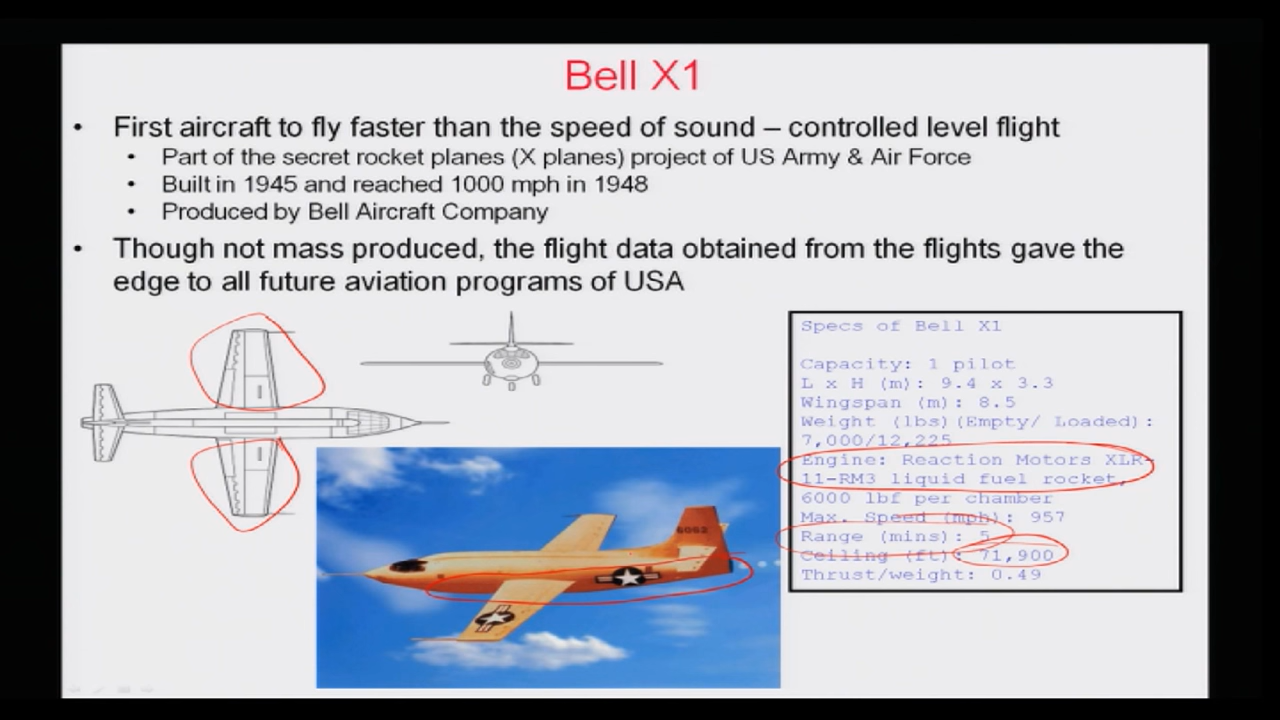 Bell X1
• First aircraft to fly faster than the speed of sound – controlled level flight
• Part of the secret rocket planes (X planes) project of US Army & Air Force
• Built in 1945 and reached 1000 mph in 1948
• Produced by Bell Aircraft Company
• Though not mass produced, the flight data obtained from the flights gave the
edge to all future aviation programs of USA
Specs of Bell X1
Capacity: 1 pilot
L x H (m): 9.4 x 3.3
Wingspan (m): 8.5
Weight (lbs)(Empty/ Loaded):
7,000/12,225
Engine: Reaction Motors XLR-
11-RM3 liquid fuel rocket,
6000 lbf per chamber
Max. Speed (mph): 957
Range (mins): 5
Ceiling (ft): 71,900
Thrust/weight: 0.49
6062